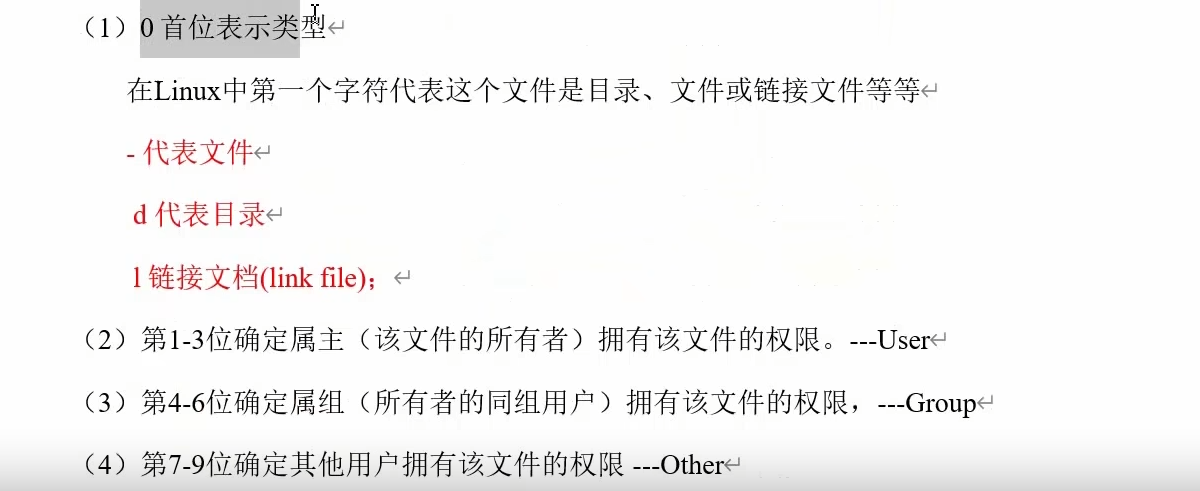 （1）0 首位表示类型
在Linux中第一个字符代表这个文件是目录、文件或链接文件等等
- 代表文件
d 代表目录
l 链接文档(link file)；
（2）第1-3位确定属主（该文件的所有者）拥有该文件的权限。---User
（3）第4-6位确定属组（所有者的同组用户）拥有该文件的权限，---Group
（4）第7-9位确定其他用户拥有该文件的权限 ---Other